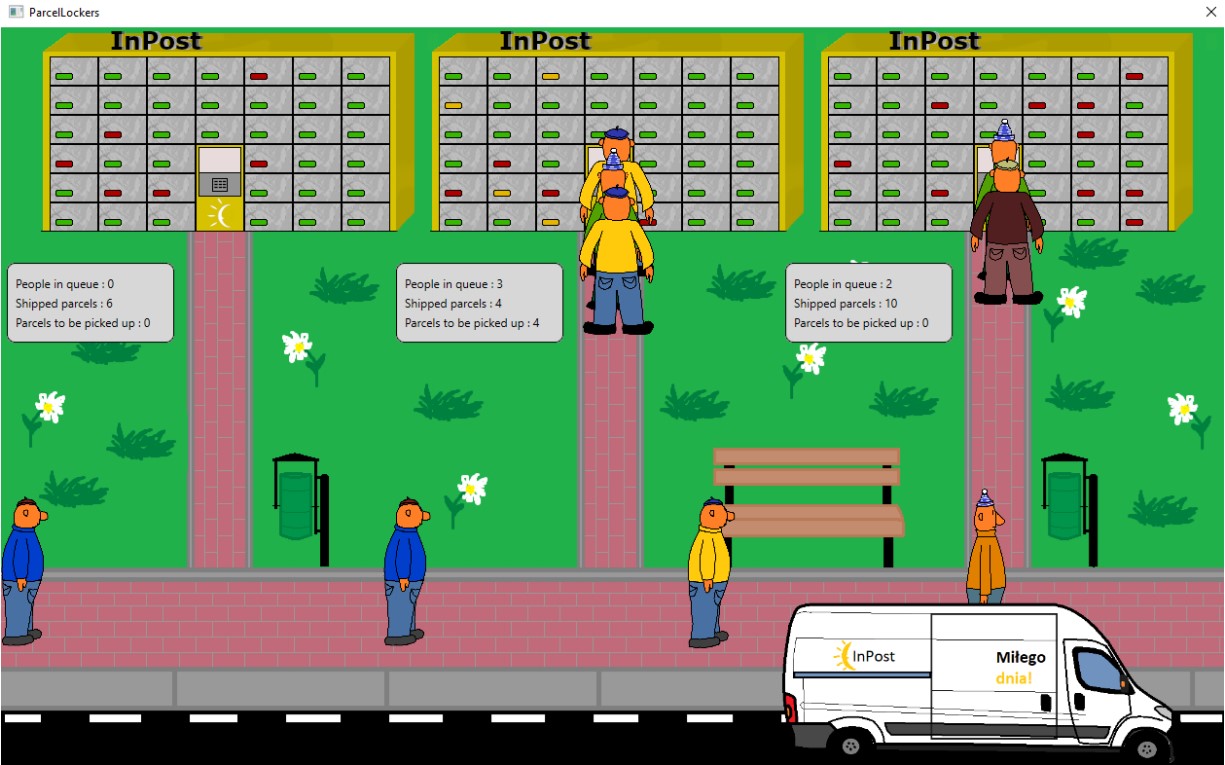 ParcelLockers
InPost
InPost
InPost
People in queue : 0
Shipped parcels : 6
Parcels to be picked up : 0
People in queue : 3
Shipped parcels : 4
Parcels to be picked up : 4
People in queue : 2
Shipped parcels : 10
Parcels to be picked up : 0
InPost
Miłego
dnia!